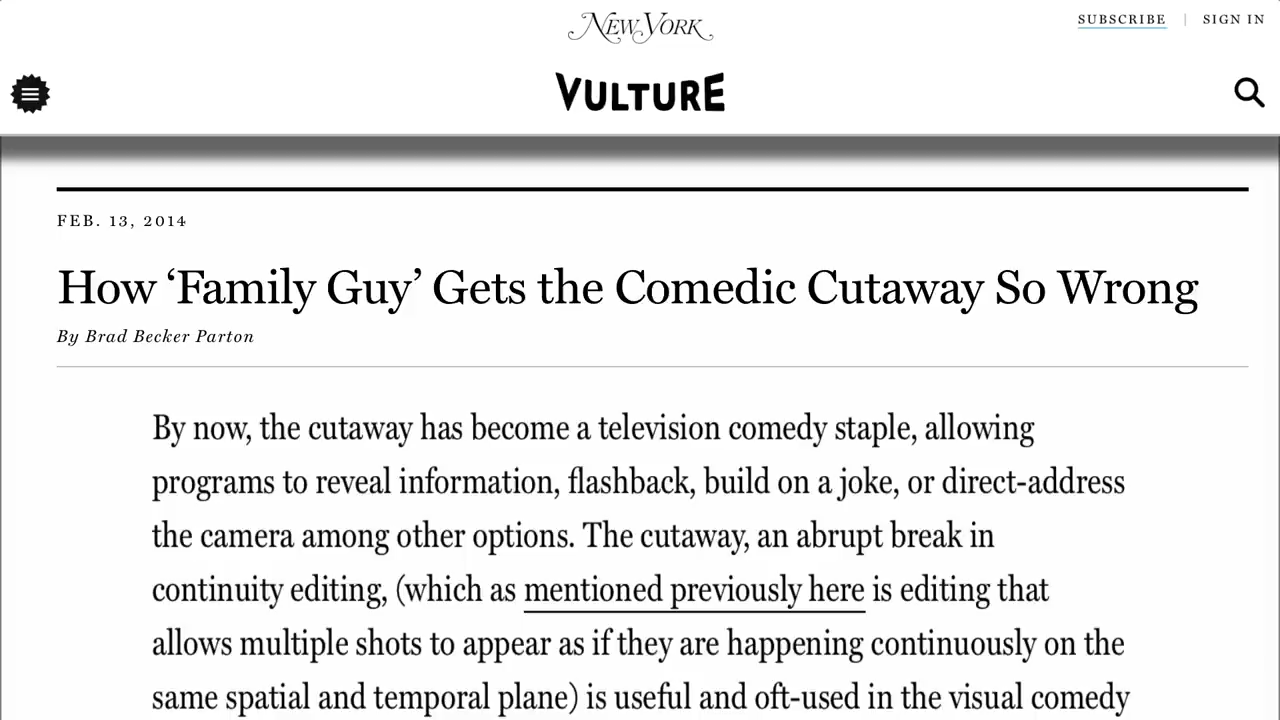 NEW YORK
SUBSCRIBE | SIGN IN
VULTURE
FEB. 13, 2014
How ‘Family Guy’ Gets the Comedic Cutaway So Wrong
By Brad Becker Parton
By now, the cutaway has become a television comedy staple, allowing
programs to reveal information, flashback, build on a joke, or direct-address
the camera among other options. The cutaway, an abrupt break in
continuity editing, (which as mentioned previously here is editing that
allows multiple shots to appear as if they are happening continuously on the
same spatial and temporal plane) is useful and oft-used in the visual comedy